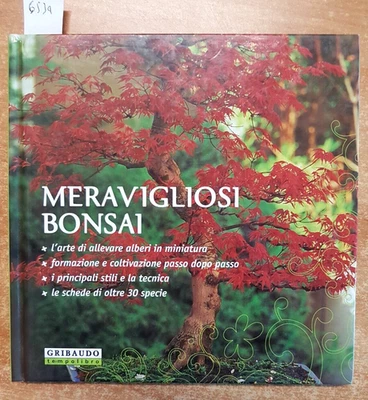 653a
MERAVIGLIOSI
BONSAI
l'arte di allevare alberi in miniatura
formazione e coltivazione passo dopo passo
i principali stili e la tecnica
le schede di oltre 30 specie
GRIBAUDO
tempolibro